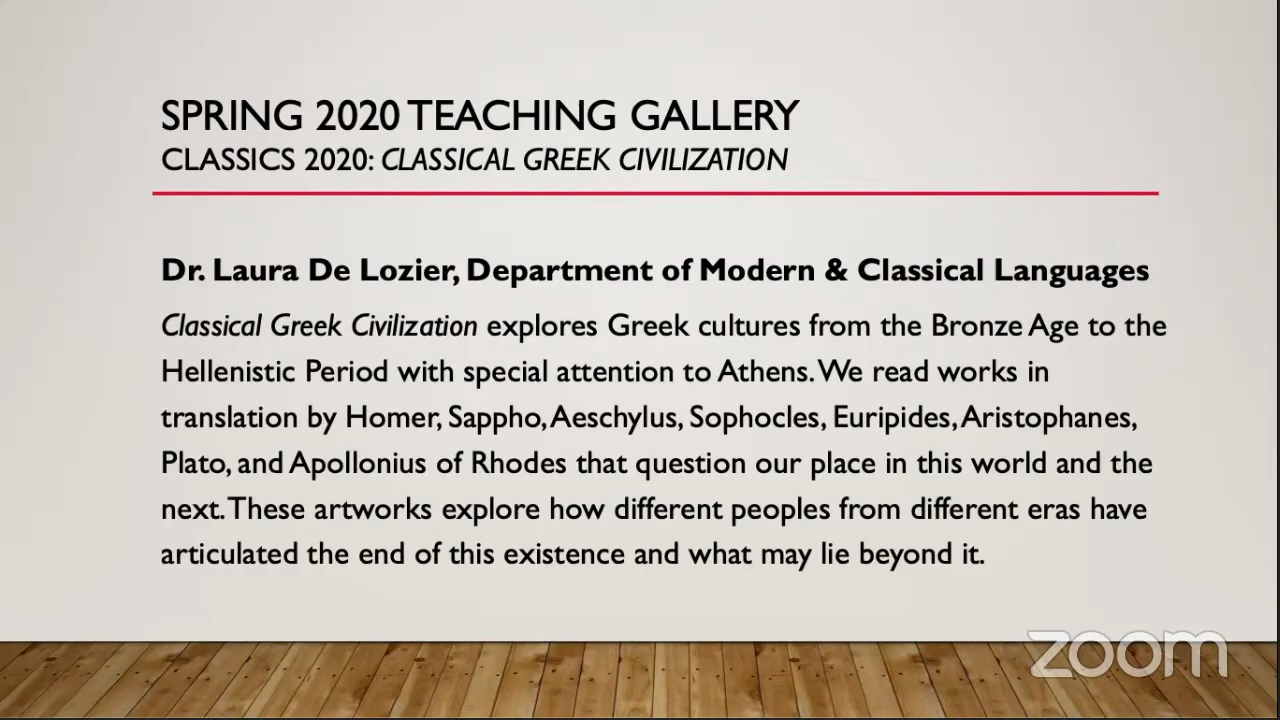 SPRING 2020 TEACHING GALLERY
CLASSICS 2020: CLASSICAL GREEK CIVILIZATION
Dr. Laura De Lozier, Department of Modern & Classical Languages
Classical Greek Civilization explores Greek cultures from the Bronze Age to the
Hellenistic Period with special attention to Athens. We read works in
translation by Homer, Sappho, Aeschylus, Sophocles, Euripides, Aristophanes,
Plato, and Apollonius of Rhodes that question our place in this world and the
next. These artworks explore how different peoples from different eras have
articulated the end of this existence and what may lie beyond it.
zoom